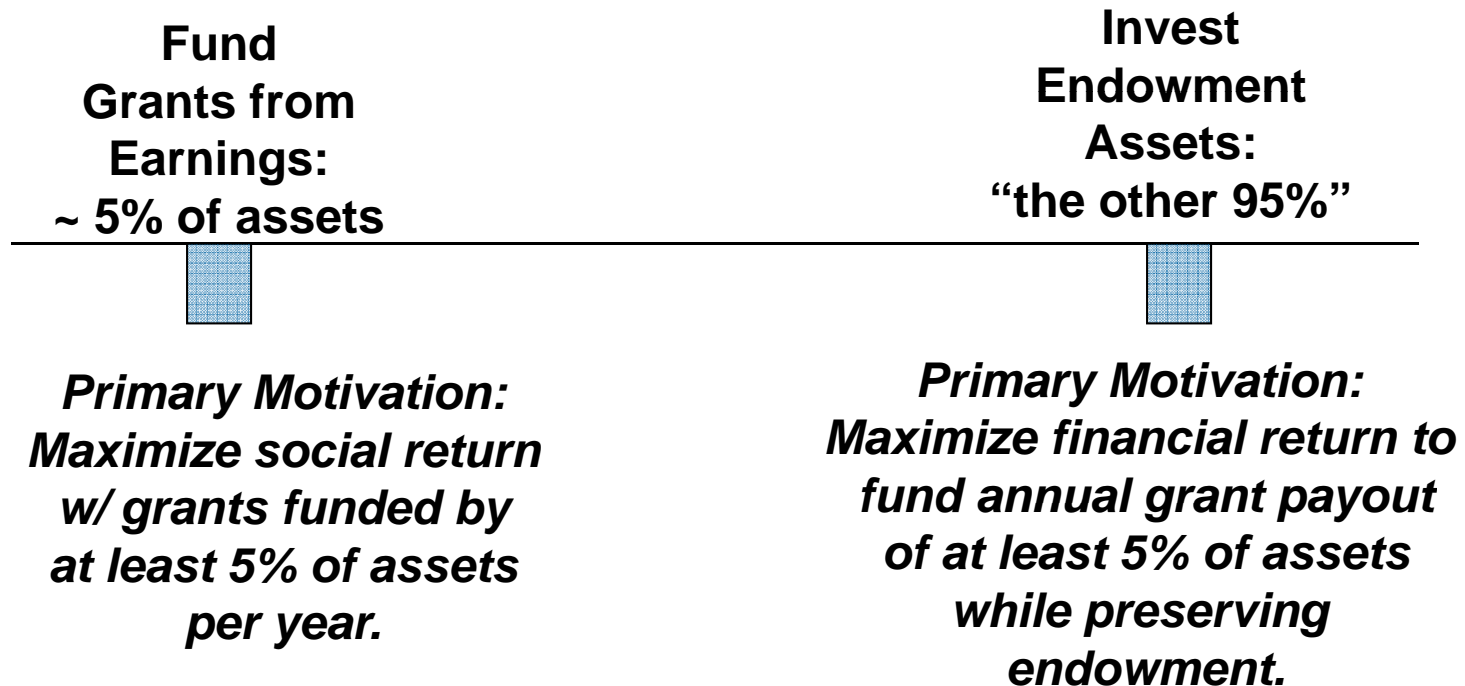 Fund
Grants from
Earnings:
~ 5% of assets
Invest
Endowment
Assets:
“the other 95%”
Primary Motivation:
Maximize social return
w/ grants funded by
at least 5% of assets
per year.
Primary Motivation:
Maximize financial return to
fund annual grant payout
of at least 5% of assets
while preserving
endowment.